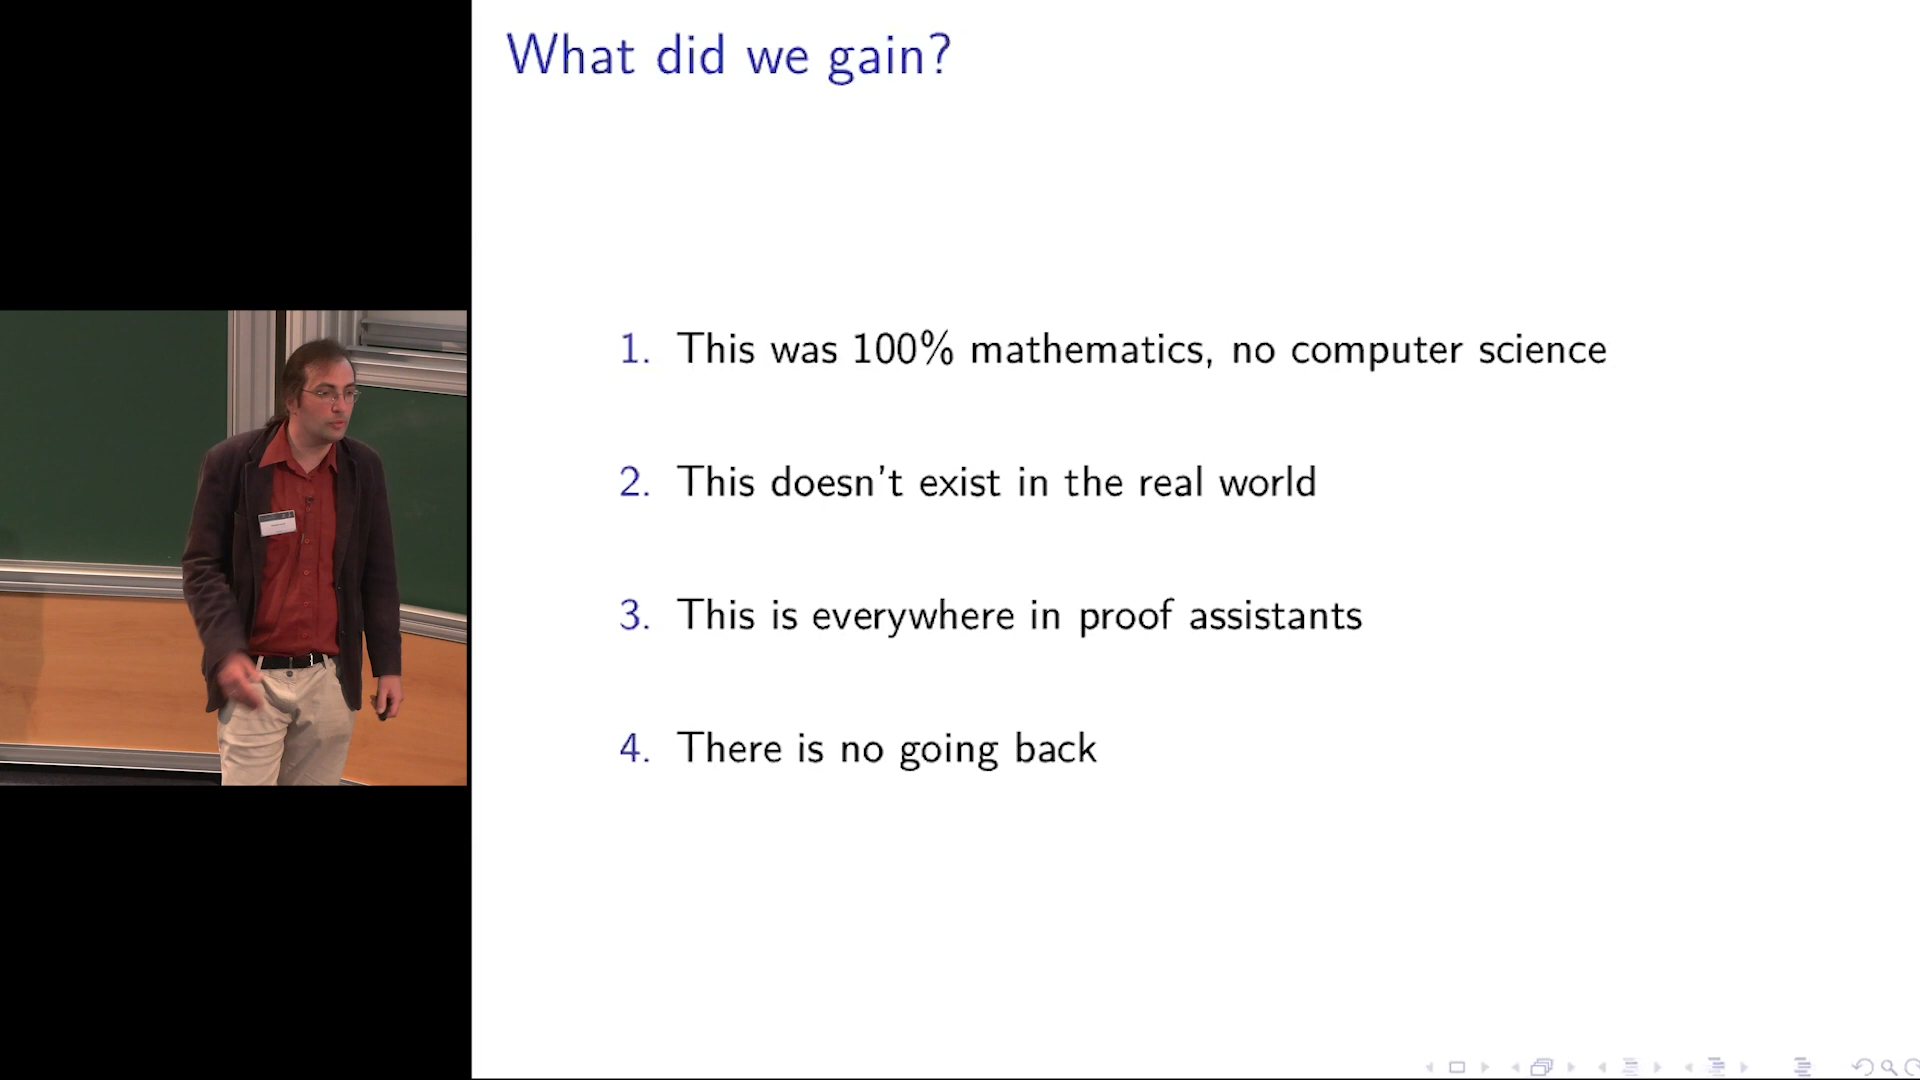 What did we gain?
1. This was 100% mathematics, no computer science
2. This doesn't exist in the real world
3. This is everywhere in proof assistants
4. There is no going back